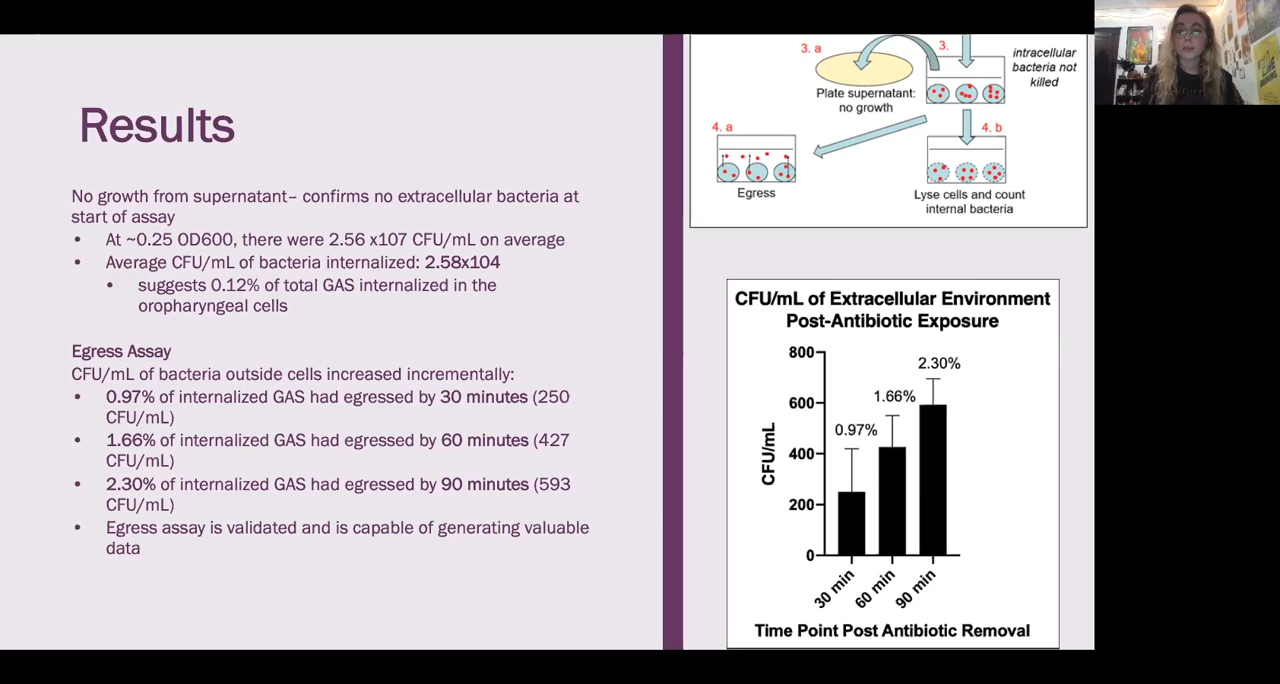 Results
No growth from supernatant– confirms no extracellular bacteria at
start of assay
• At ~0.25 OD600, there were 2.56 x107 CFU/mL on average
• Average CFU/mL of bacteria internalized: 2.58x104
• suggests 0.12% of total GAS internalized in the
oropharyngeal cells
Egress Assay
CFU/mL of bacteria outside cells increased incrementally:
• 0.97% of internalized GAS had egressed by 30 minutes (250
CFU/mL)
• 1.66% of internalized GAS had egressed by 60 minutes (427
CFU/mL)
• 2.30% of internalized GAS had egressed by 90 minutes (593
CFU/mL)
• Egress assay is validated and is capable of generating valuable
data
3. a
3.
intracellular
bacteria not
killed
Plate supernatant:
no growth
4. a
4. b
Egress
Lyse cells and count
internal bacteria
CFU/mL of Extracellular Environment
Post-Antibiotic Exposure
CFU/mL
800
600
400
200
0
0.97%
1.66%
2.30%
30 min
60 min
90 min
Time Point Post Antibiotic Removal